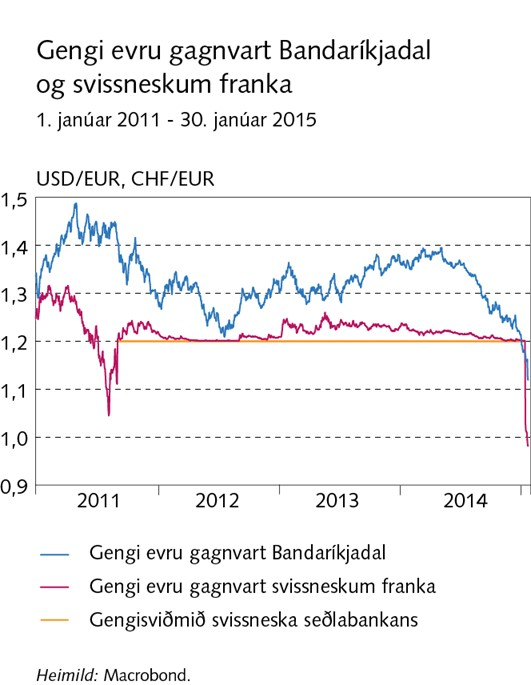 Gengi evru gagnvart Bandaríkjadal
og svissneskum franka
1. janúar 2011 - 30. janúar 2015
USD/EUR, CHF/EUR
1,5
1,4
1,3
1,2
1,1
1,0
0,9
2011 2012 2013 2014
Gengi evru gagnvart Bandaríkjadal
Gengi evru gagnvart svissneskum franka
Gengisviðmið svissneska seðlabankans
Heimild: Macrobond.